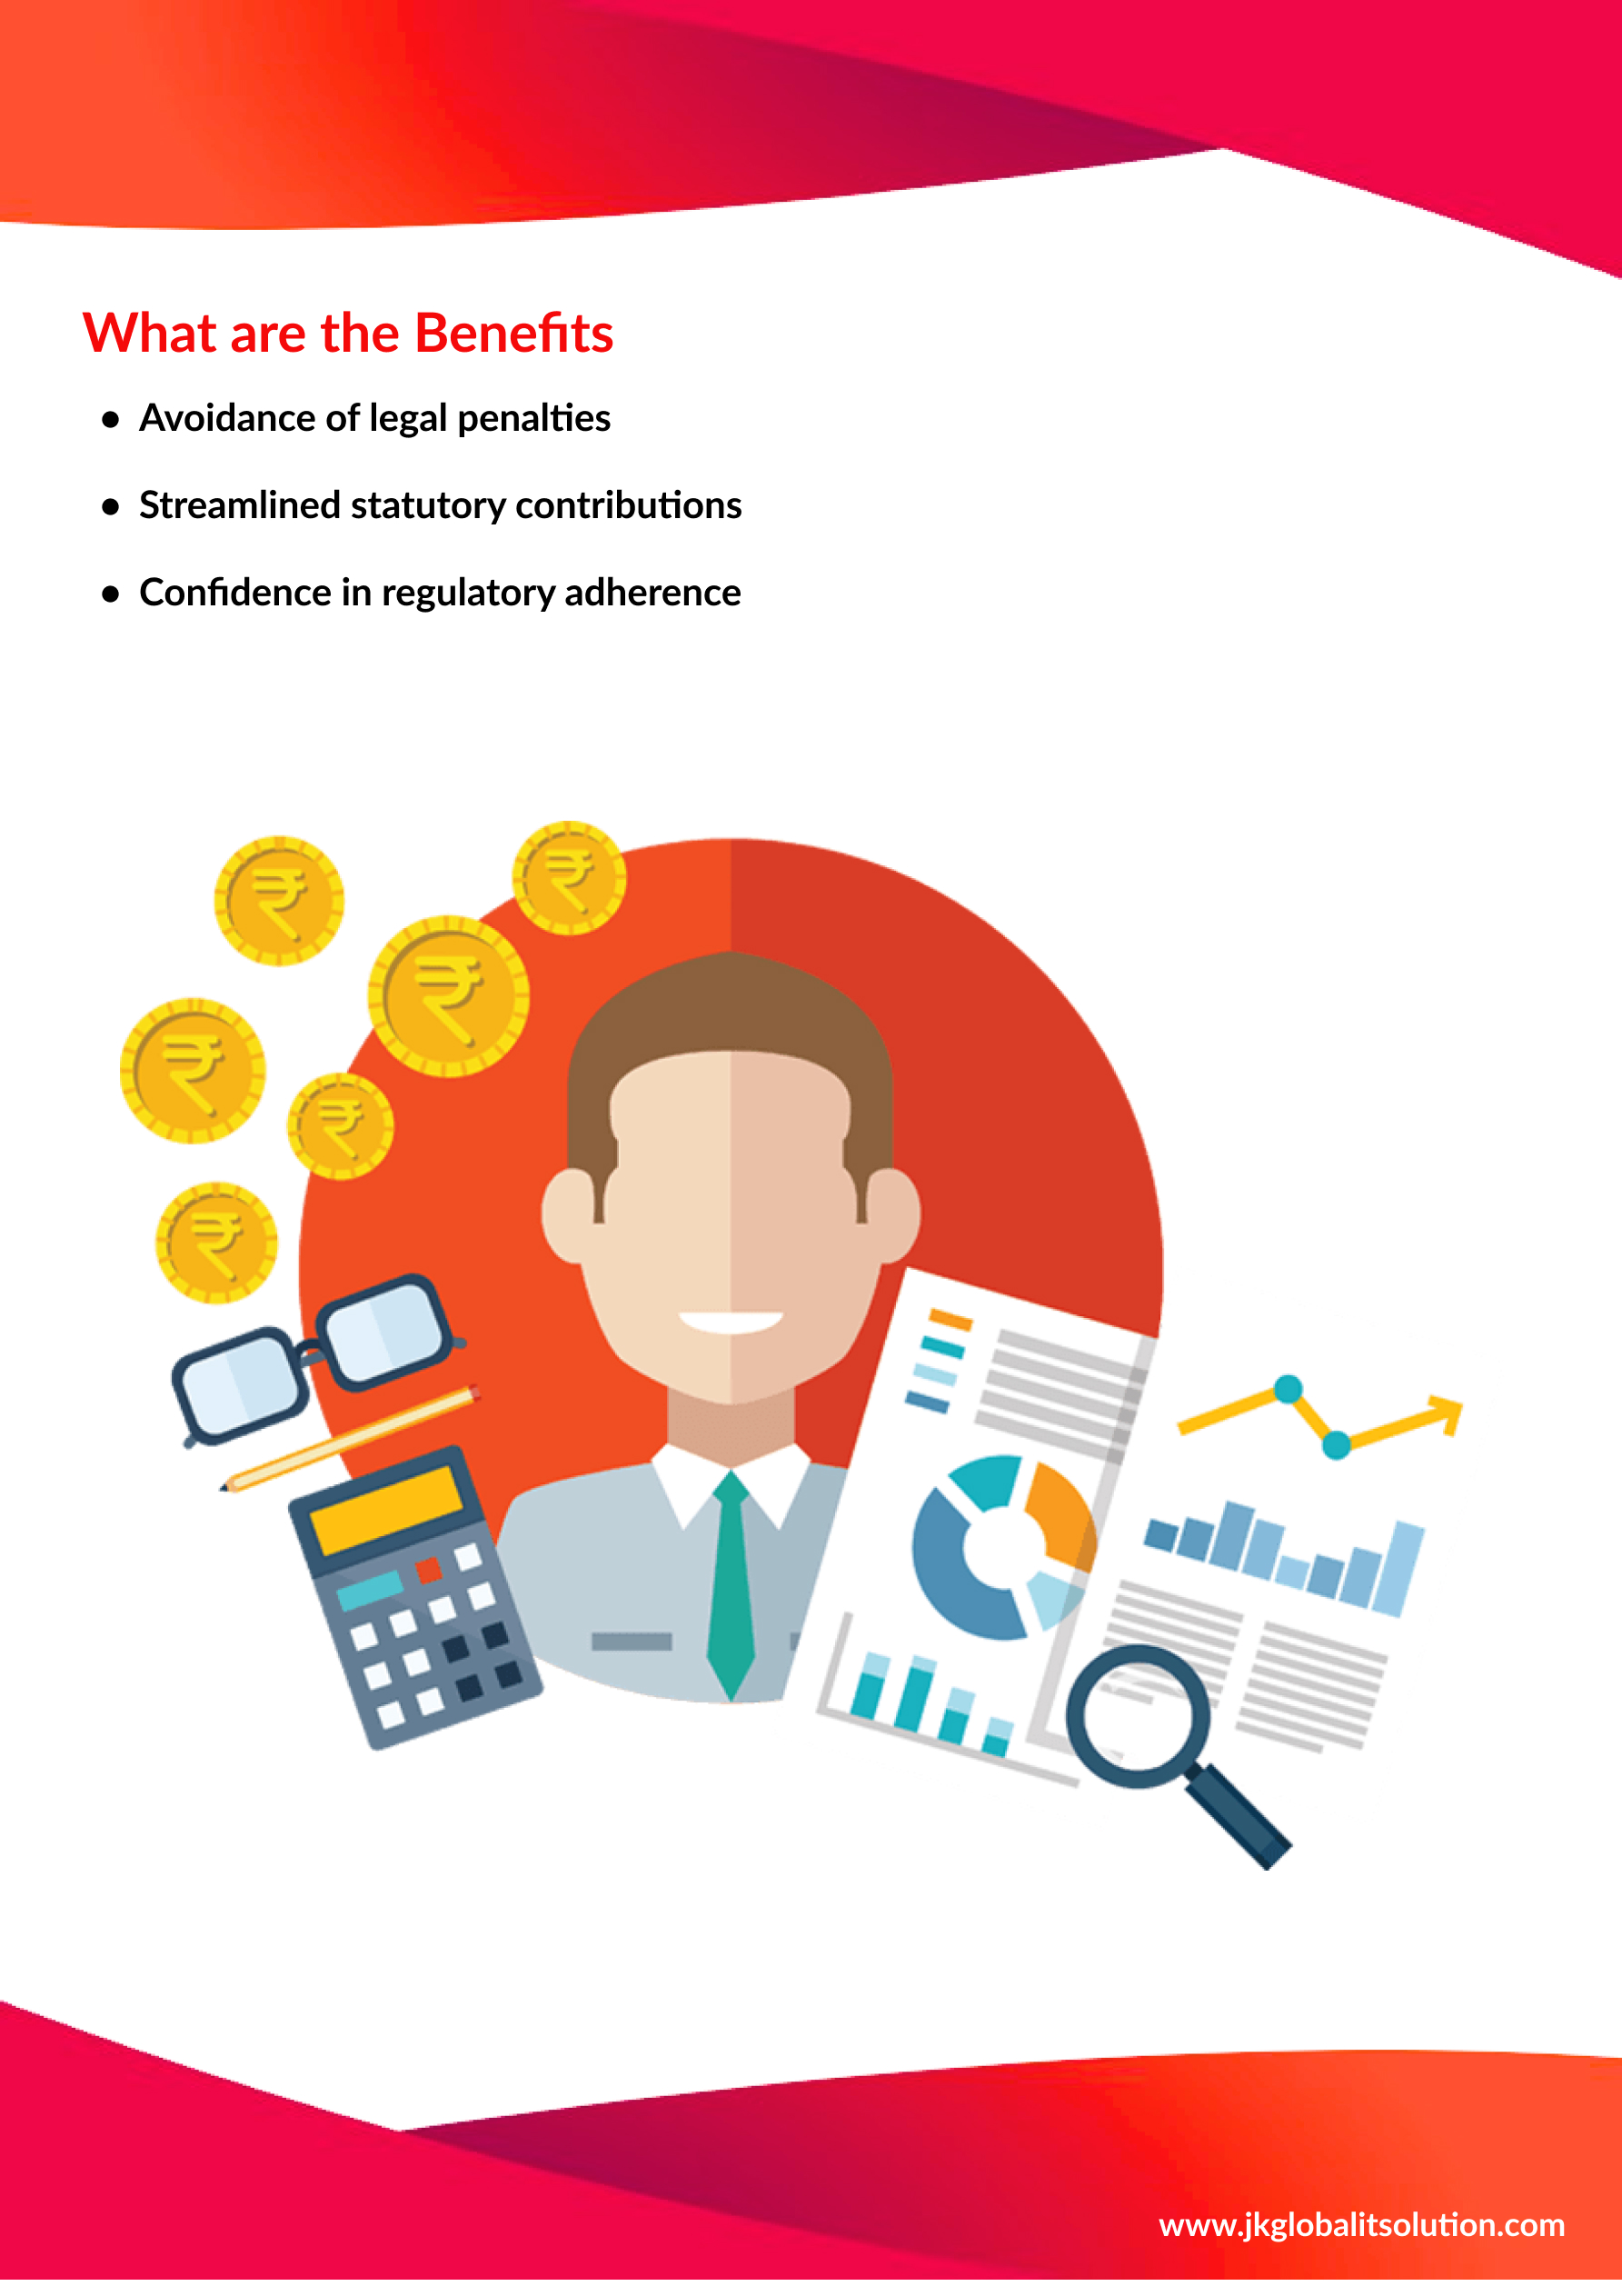 What are the Benefits
● Avoidance of legal penalties
● Streamlined statutory contributions
● Confidence in regulatory adherence
₹
₹
₹
₹
₹
₹
www.jkglobalitsolution.com